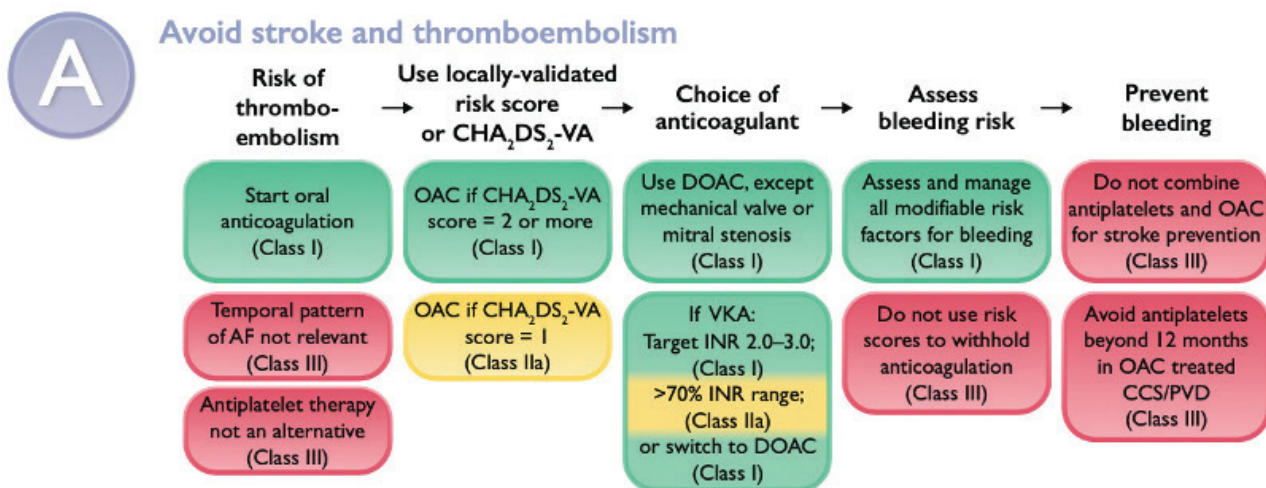 A
Avoid stroke and thromboembolism
Risk of
thrombo-
embolism
Use locally-validated
risk score
or CHA₂DS₂-VA
Choice of
anticoagulant
Assess
bleeding risk
Prevent
bleeding
Start oral
anticoagulation
(Class I)
OAC if CHA₂DS₂-VA
score = 2 or more
(Class I)
Use DOAC, except
mechanical valve or
mitral stenosis
(Class I)
Assess and manage
all modifiable risk
factors for bleeding
(Class I)
Do not combine
antiplatelets and OAC
for stroke prevention
(Class III)
Temporal pattern
of AF not relevant
(Class III)
OAC if CHA₂DS₂-VA
score = 1
(Class IIa)
If VKA:
Target INR 2.0–3.0;
(Class I)
>70% INR range;
(Class IIa)
or switch to DOAC
(Class I)
Do not use risk
scores to withhold
anticoagulation
(Class III)
Avoid antiplatelets
beyond 12 months
in OAC treated
CCS/PVD
(Class III)
Antiplatelet therapy
not an alternative
(Class III)